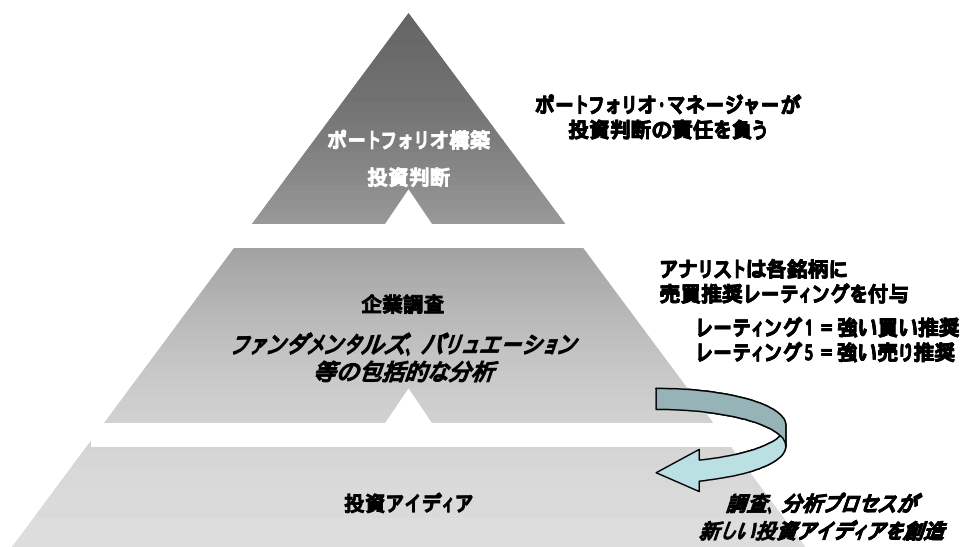 ポートフォリオ・マネージャーが
投資判断の責任を負う
ポートフォリオ構築
投資判断
アナリストは各銘柄に
売買推奨レーティングを付与
レーティング1 = 強い買い推奨
レーティング5 = 強い売り推奨
企業調査
ファンダメンタルズ、バリュエーション
等の包括的な分析
投資アイディア
調査、分析プロセスが
新しい投資アイディアを創造